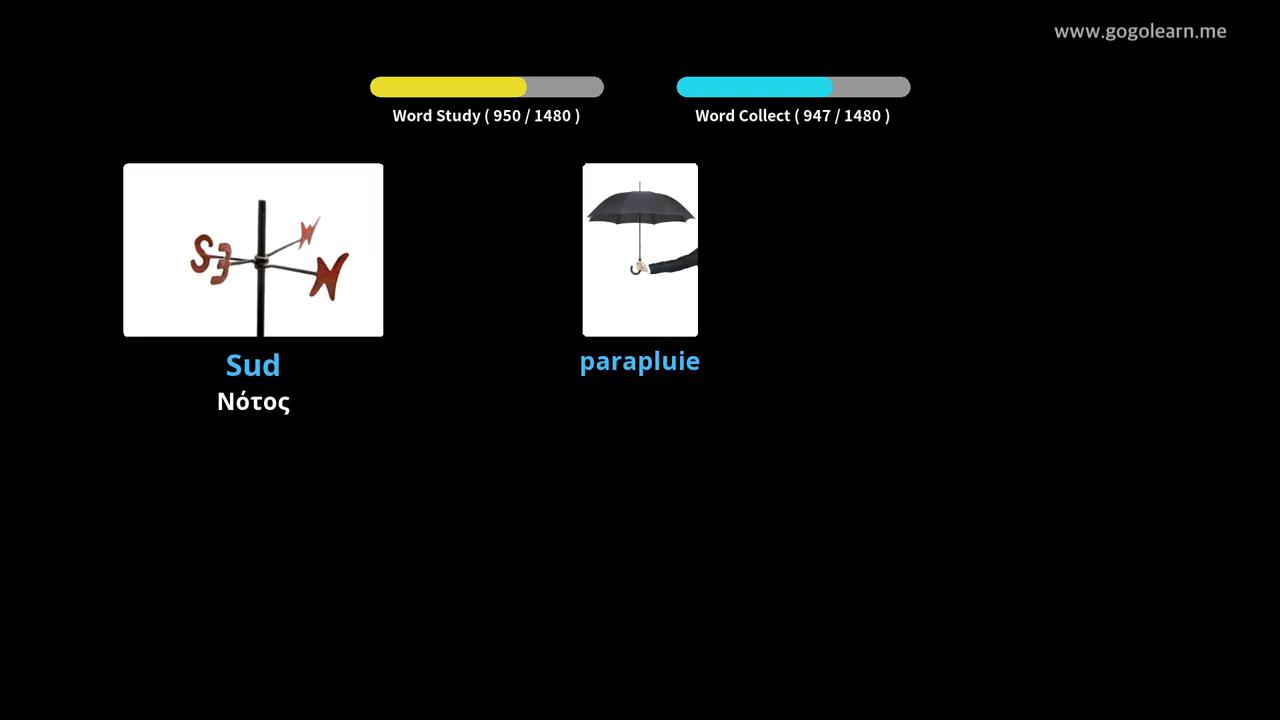 www.gogolearn.me
Word Study ( 950 / 1480 )
Word Collect ( 947 / 1480 )
S
E
W
N
Sud
Νότος
parapluie